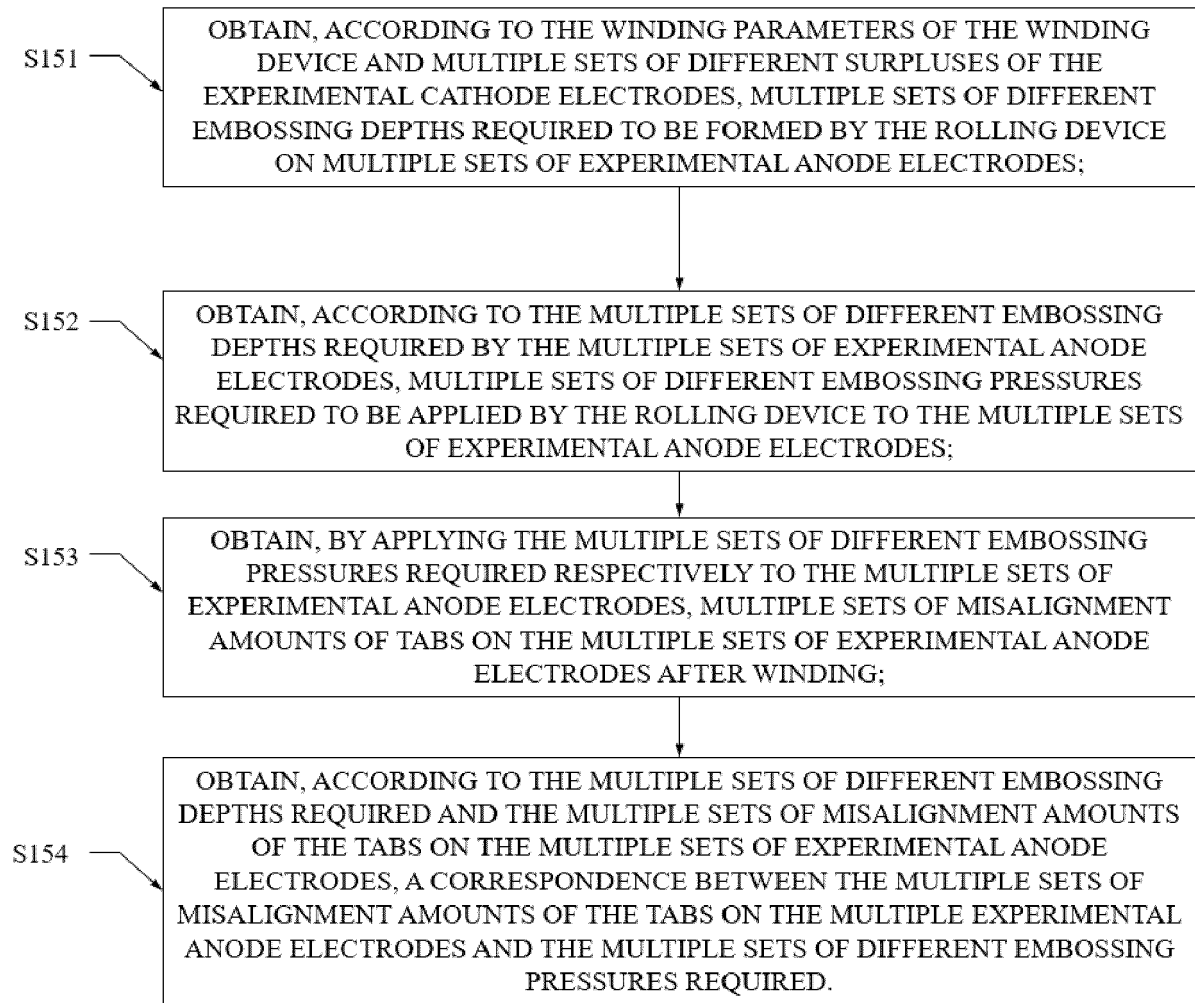 S151
OBTAIN, ACCORDING TO THE WINDING PARAMETERS OF THE WINDING
DEVICE AND MULTIPLE SETS OF DIFFERENT SURPLUSES OF THE
EXPERIMENTAL CATHODE ELECTRODES, MULTIPLE SETS OF DIFFERENT
EMBOSSING DEPTHS REQUIRED TO BE FORMED BY THE ROLLING DEVICE
ON MULTIPLE SETS OF EXPERIMENTAL ANODE ELECTRODES;
S152
OBTAIN, ACCORDING TO THE MULTIPLE SETS OF DIFFERENT EMBOSSING
DEPTHS REQUIRED BY THE MULTIPLE SETS OF EXPERIMENTAL ANODE
ELECTRODES, MULTIPLE SETS OF DIFFERENT EMBOSSING PRESSURES
REQUIRED TO BE APPLIED BY THE ROLLING DEVICE TO THE MULTIPLE SETS
OF EXPERIMENTAL ANODE ELECTRODES;
S153
OBTAIN, BY APPLYING THE MULTIPLE SETS OF DIFFERENT EMBOSSING
PRESSURES REQUIRED RESPECTIVELY TO THE MULTIPLE SETS OF
EXPERIMENTAL ANODE ELECTRODES, MULTIPLE SETS OF MISALIGNMENT
AMOUNTS OF TABS ON THE MULTIPLE SETS OF EXPERIMENTAL ANODE
ELECTRODES AFTER WINDING;
S154
OBTAIN, ACCORDING TO THE MULTIPLE SETS OF DIFFERENT EMBOSSING
DEPTHS REQUIRED AND THE MULTIPLE SETS OF MISALIGNMENT AMOUNTS
OF THE TABS ON THE MULTIPLE SETS OF EXPERIMENTAL ANODE
ELECTRODES, A CORRESPONDENCE BETWEEN THE MULTIPLE SETS OF
MISALIGNMENT AMOUNTS OF THE TABS ON THE MULTIPLE EXPERIMENTAL
ANODE ELECTRODES AND THE MULTIPLE SETS OF DIFFERENT EMBOSSING
PRESSURES REQUIRED.